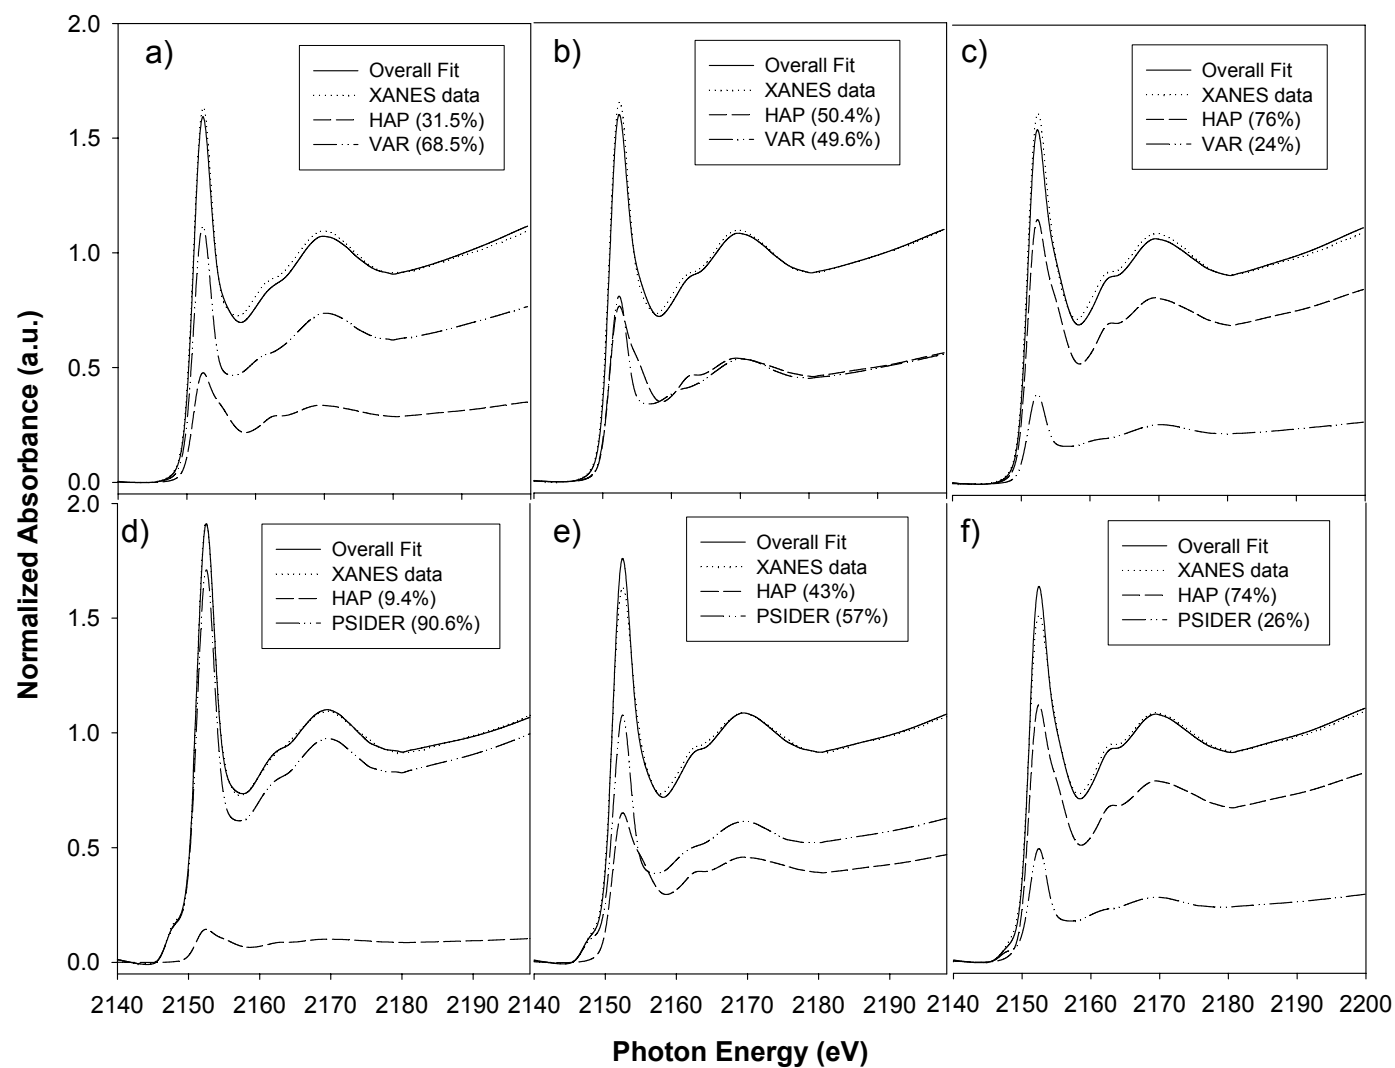 2.0
a)
Overall Fit
XANES data
HAP (31.5%)
VAR (68.5%)
b)
Overall Fit
XANES data
HAP (50.4%)
VAR (49.6%)
c)
Overall Fit
XANES data
HAP (76%)
VAR (24%)
1.5
1.0
0.5
0.0
Normalized Absorbance (a.u.)
2.0
d)
Overall Fit
XANES data
HAP (9.4%)
PSIDER (90.6%)
e)
Overall Fit
XANES data
HAP (43%)
PSIDER (57%)
f)
Overall Fit
XANES data
HAP (74%)
PSIDER (26%)
1.5
1.0
0.5
0.0
2140 2150 2160 2170 2180 2190 2140 2150 2160 2170 2180 2190 2140 2150 2160 2170 2180 2190 2200
Photon Energy (eV)